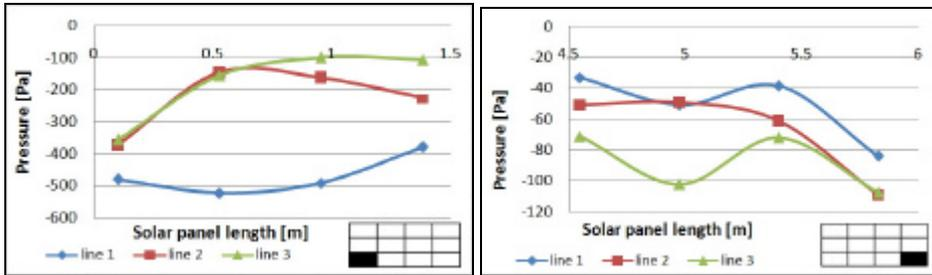 0
-100
-200
-300
-400
-500
-600
0
0.5
1
1.5
Pressure [Pa]
Solar panel length [m]
line 1
line 2
line 3
0
-20
-40
-60
-80
-100
-120
4.5
5
5.5
6
Pressure [Pa]
Solar panel length [m]
line 1
line 2
line 3